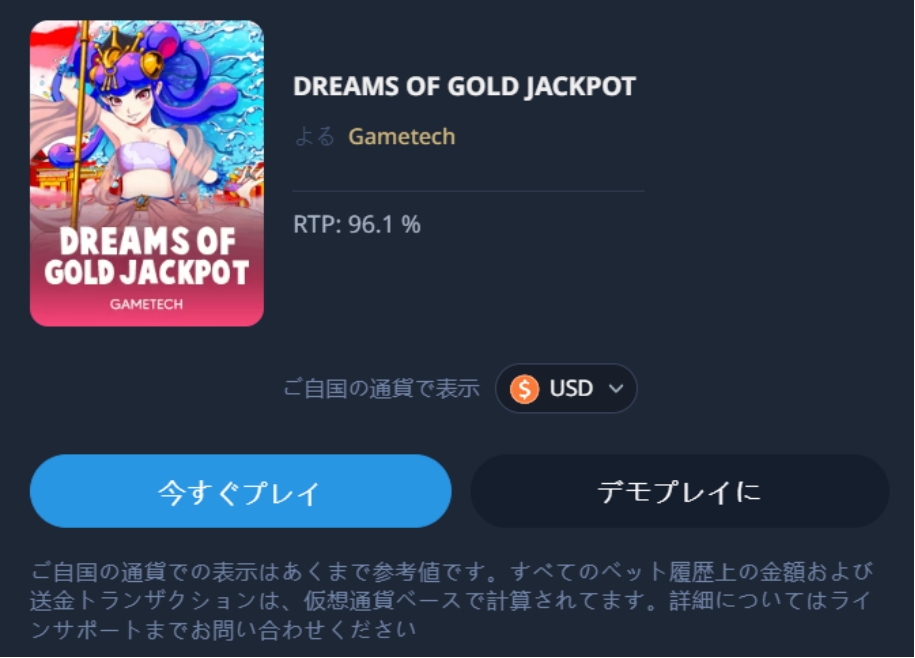 DREAMS OF
GOLD JACKPOT
GAMETECH
DREAMS OF GOLD JACKPOT
よる Gametech
RTP: 96.1 %
ご自国の通貨で表示 $ USD
今すぐプレイ
デモプレイに
ご自国の通貨での表示はあくまで参考値です。すべてのベット履歴上の金額および
送金トランザクションは、仮想通貨ベースで計算されてます。詳細についてはライ
ンサポートまでお問い合わせください